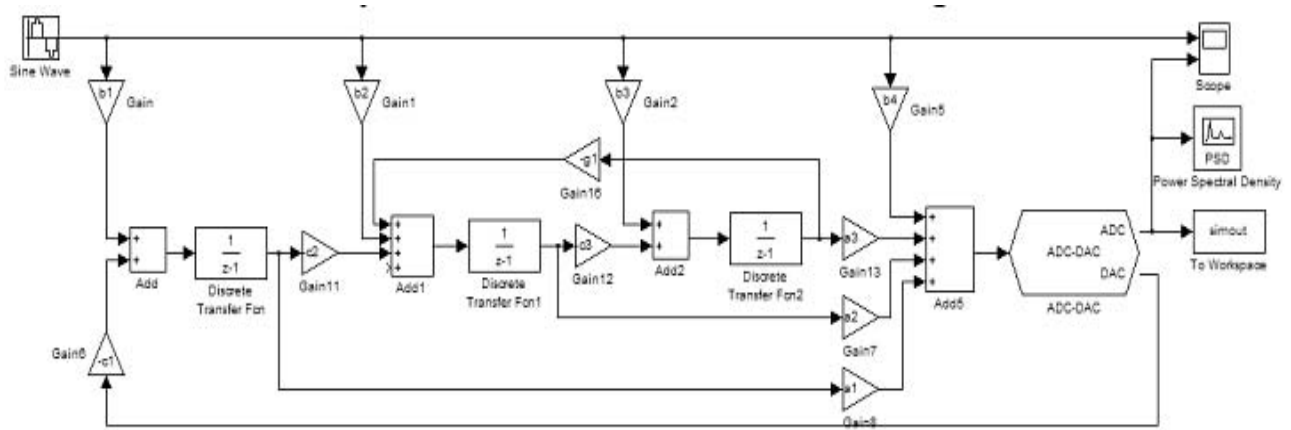 Sine Wave
b1
Gain
b2
Gain1
b3
Gain2
b4
Gain5
Scope
PSD
Power Spectral Density
-g1
Gain16
+
+
Add
1
z-1
Discrete
Transfer Fcn
c2
Gain11
+
+
+
+
Add1
1
z-1
Discrete
Transfer Fcn1
c3
Gain12
+
+
Add2
1
z-1
Discrete
Transfer Fcn2
a3
Gain13
+
+
+
+
Add5
ADC
ADC-DAC
DAC
ADC-DAC
simout
To Workspace
a2
Gain7
a1
Gain8
Gain6
-c1